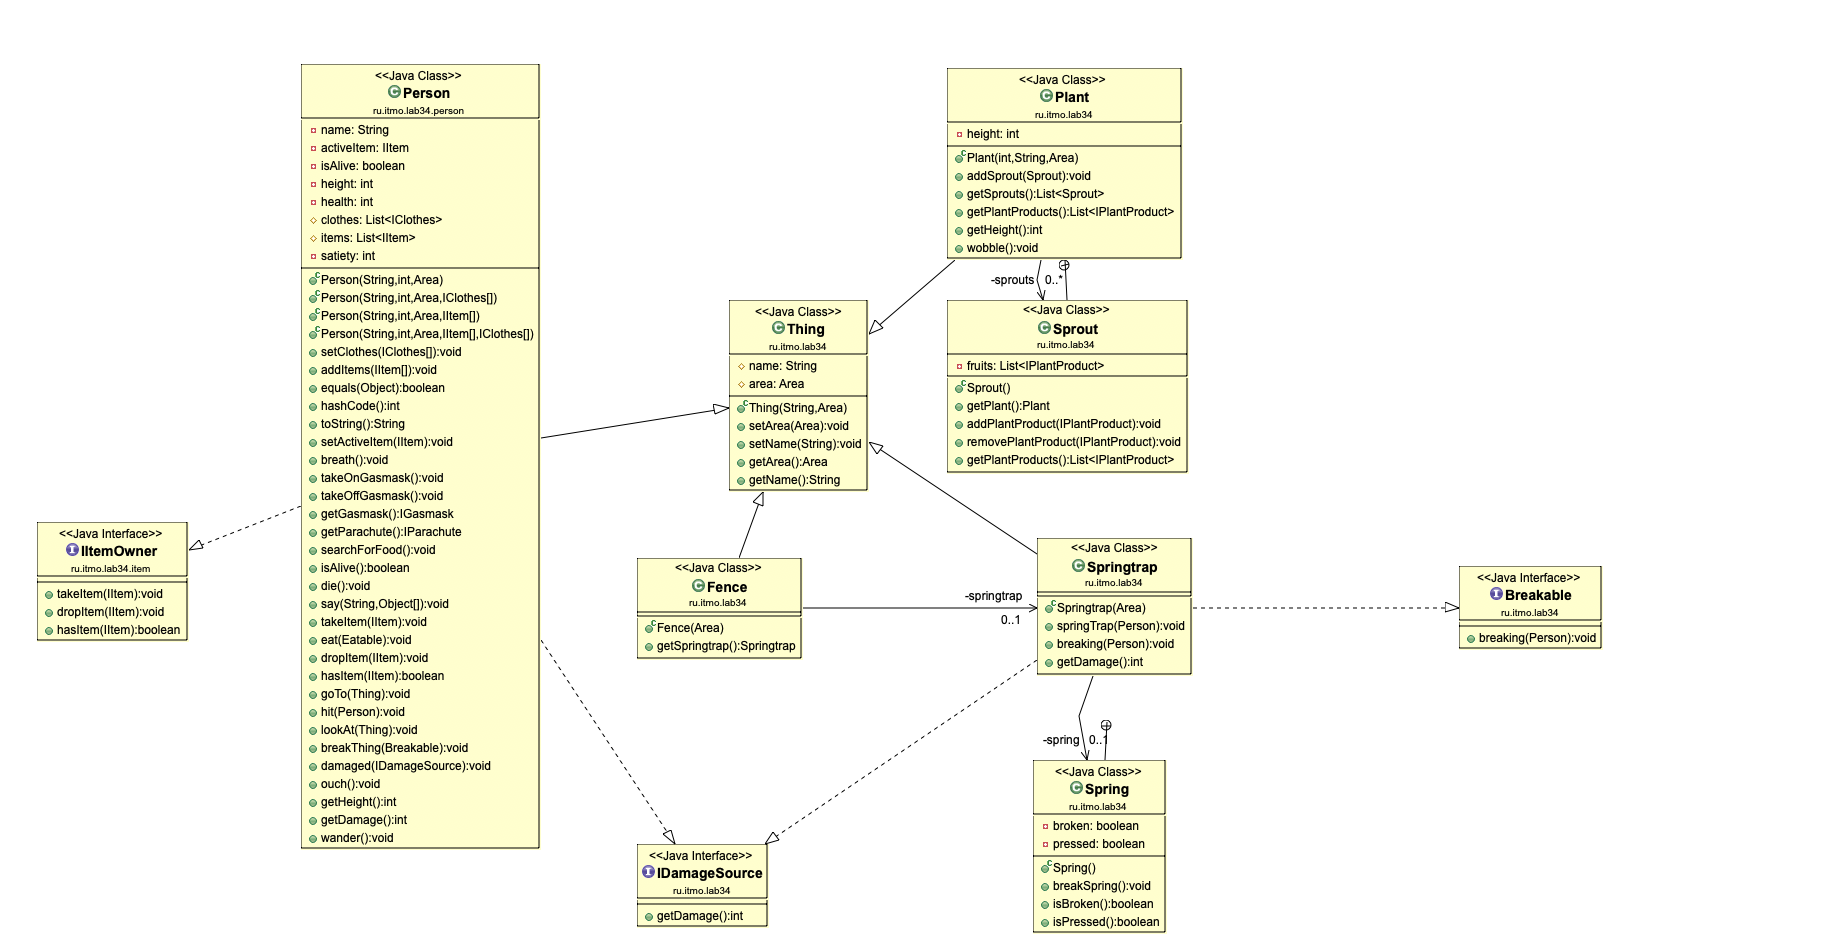 <<Java Class>>
Person
ru.itmo.lab34.person
name: String
activeItem: IItem
isAlive: boolean
height: int
health: int
clothes: List<IClothes>
items: List<IItem>
satiety: int
Person(String,int,Area)
Person(String,int,Area,IClothes[])
Person(String,int,Area,IItem[])
Person(String,int,Area,IItem[],IClothes[])
setClothes(IClothes[]):void
addItems(IItem[]):void
equals(Object):boolean
hashCode():int
toString():String
setActiveItem(IItem):void
breath():void
takeOnGasmask():void
takeOffGasmask():void
getGasmask():IGasmask
getParachute():IParachute
searchForFood():void
isAlive():boolean
die():void
say(String,Object[]):void
takeItem(IItem):void
eat(Eatable):void
dropItem(IItem):void
hasItem(IItem):boolean
goTo(Thing):void
hit(Person):void
lookAt(Thing):void
breakThing(Breakable):void
damaged(IDamageSource):void
ouch():void
getHeight():int
getDamage():int
wander():void
<<Java Class>>
Plant
ru.itmo.lab34
height: int
Plant(int,String,Area)
addSprout(Sprout):void
getSprouts():List<Sprout>
getPlantProducts():List<IPlantProduct>
getHeight():int
wobble():void
-sprouts
0..*
<<Java Class>>
Thing
ru.itmo.lab34
name: String
area: Area
Thing(String,Area)
setArea(Area):void
setName(String):void
getArea():Area
getName():String
<<Java Class>>
Sprout
ru.itmo.lab34
fruits: List<IPlantProduct>
Sprout()
getPlant():Plant
addPlantProduct(IPlantProduct):void
removePlantProduct(IPlantProduct):void
getPlantProducts():List<IPlantProduct>
<<Java Interface>>
IItemOwner
ru.itmo.lab34.item
takeItem(IItem):void
dropItem(IItem):void
hasItem(IItem):boolean
<<Java Class>>
Fence
ru.itmo.lab34
Fence(Area)
getSpringtrap():Springtrap
-springtrap
0..1
<<Java Class>>
Springtrap
ru.itmo.lab34
Springtrap(Area)
springTrap(Person):void
breaking(Person):void
getDamage():int
<<Java Interface>>
Breakable
ru.itmo.lab34
breaking(Person):void
-spring
0..1
<<Java Class>>
Spring
ru.itmo.lab34
broken: boolean
pressed: boolean
Spring()
breakSpring():void
isBroken():boolean
isPressed():boolean
<<Java Interface>>
IDamageSource
ru.itmo.lab34
getDamage():int